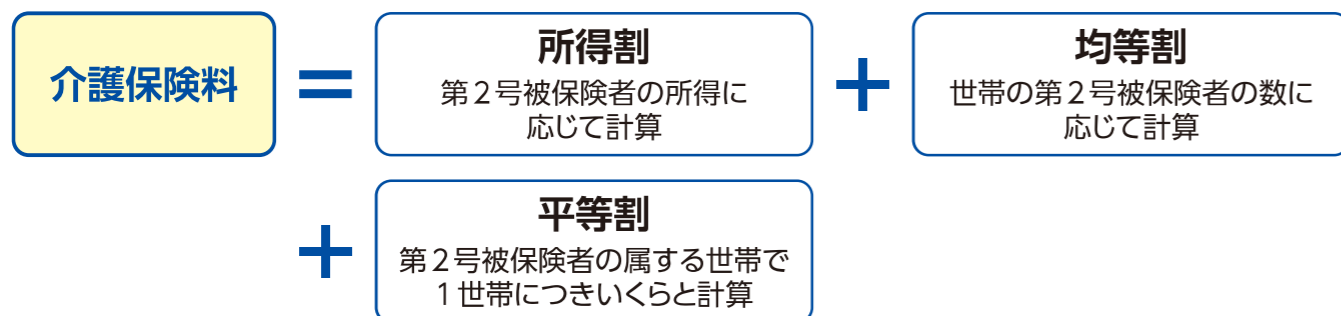 介護保険料
=
所得割
第2号被保険者の所得に
応じて計算
+
均等割
世帯の第2号被保険者の数に
応じて計算
+
平等割
第2号被保険者の属する世帯で
1世帯につきいくらと計算